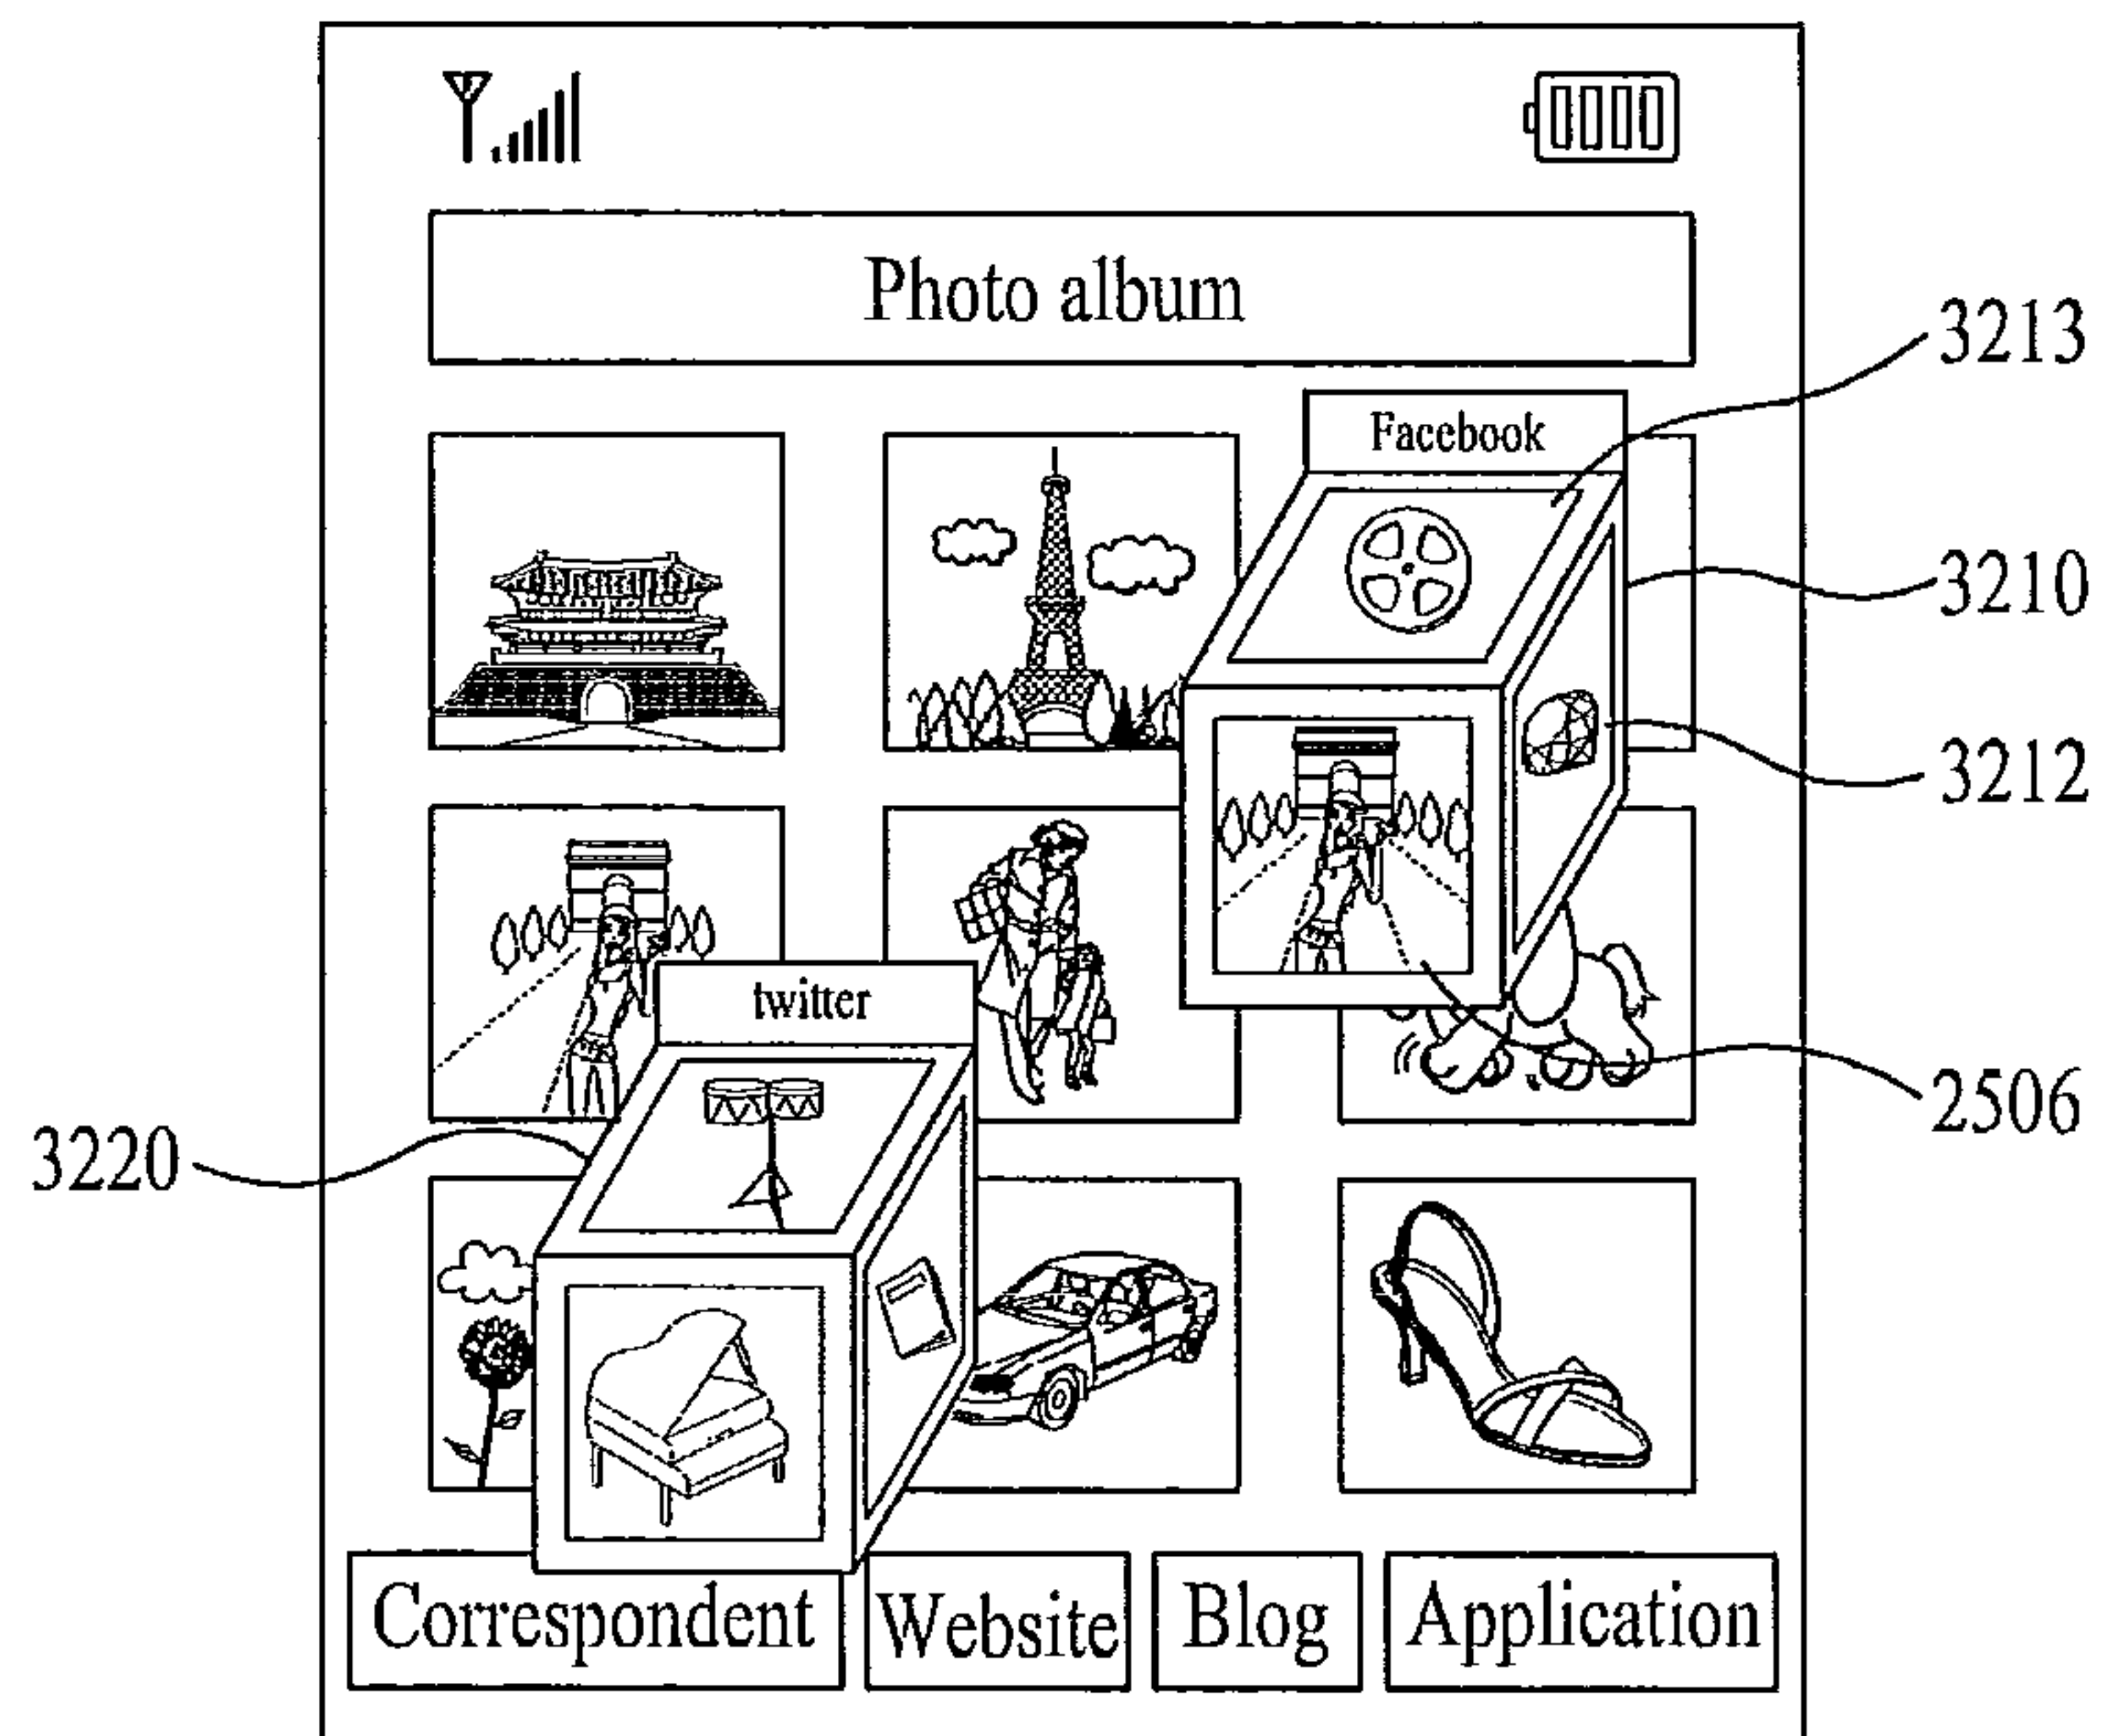 Photo album
3213
Facebook
3210
3212
twitter
2506
3220
Correspondent
Website
Blog
Application